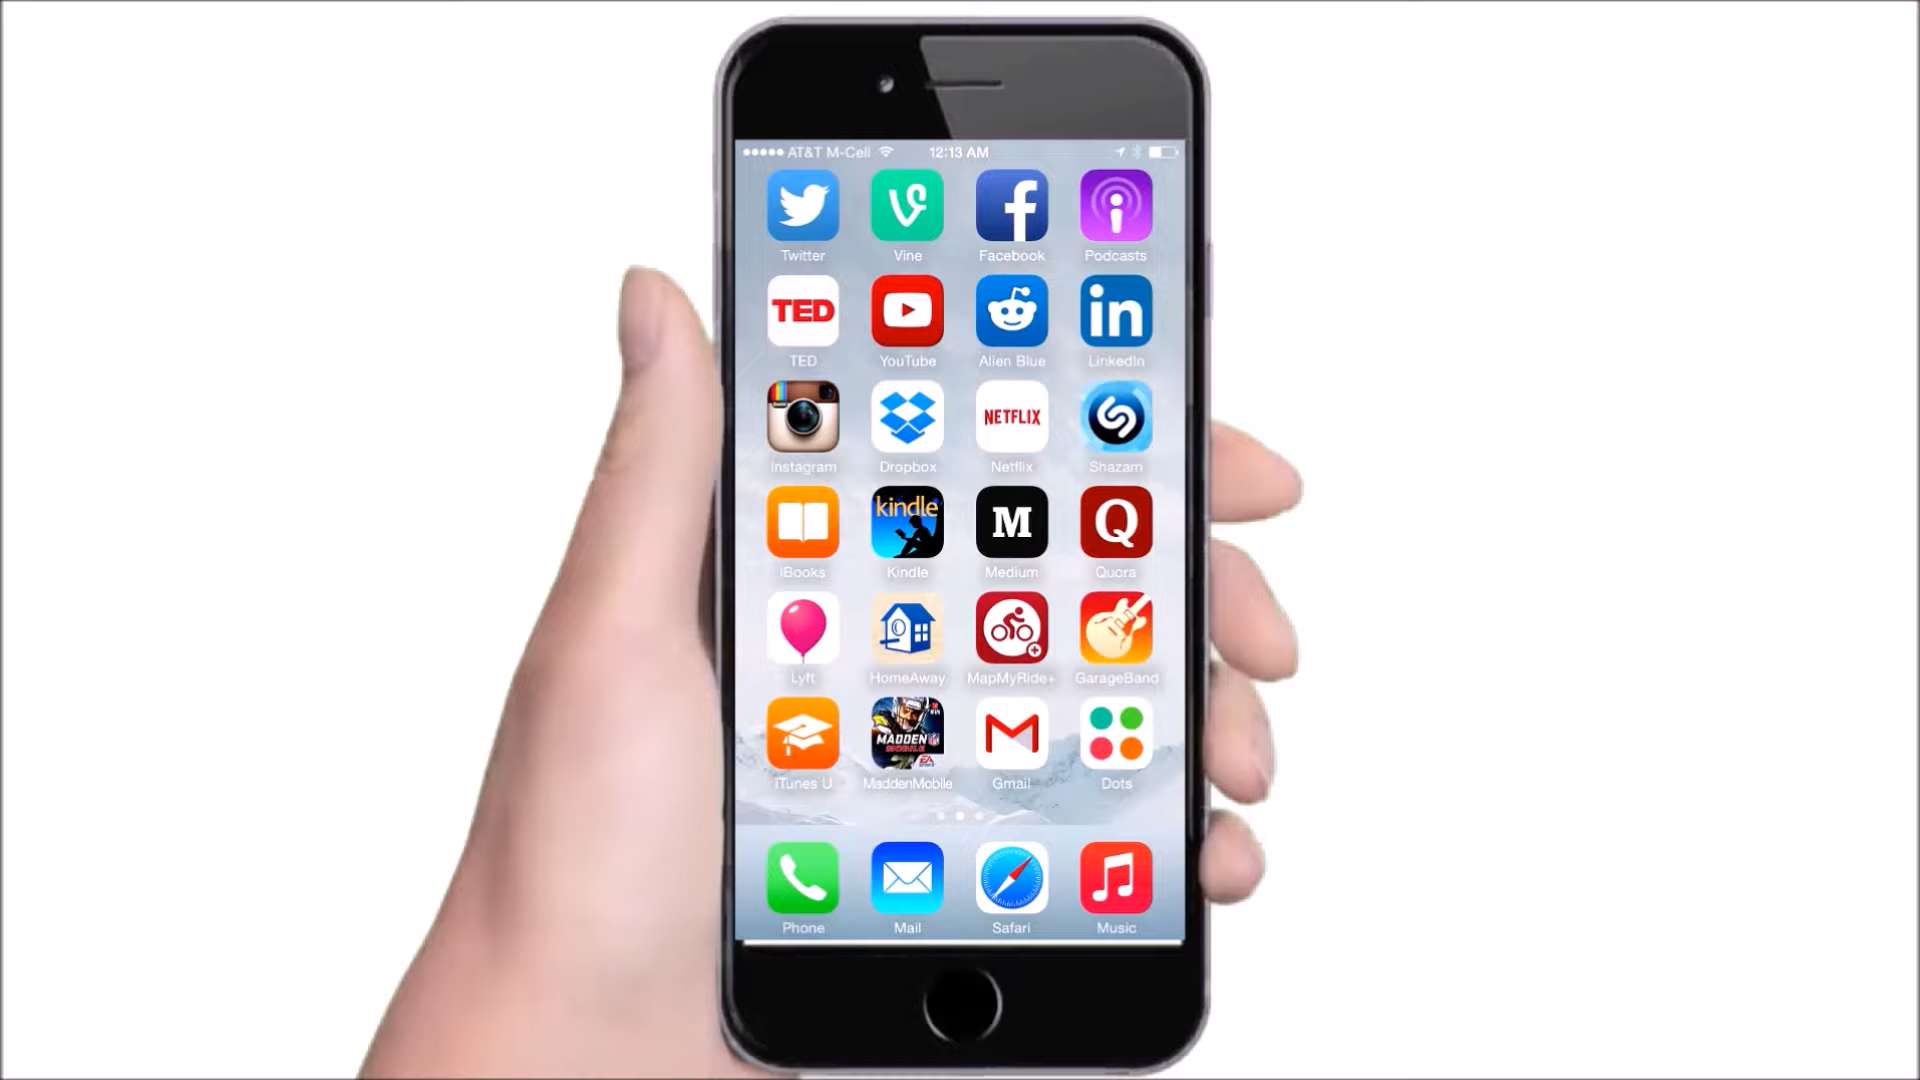 AT&T M-Cell 12:13 AM
Twitter Vine Facebook Podcasts
TED
TED YouTube Alien Blue LinkedIn
in
NETFLIX
Instagram Dropbox Netflix Shazam
kindle M Q
iBooks Kindle Medium Quora
Lyft HomeAway MapMyRide+ GarageBand
MADDEN
MOBILE
EA
iTunes U MaddenMobile Gmail Dots
Phone Mail Safari Music